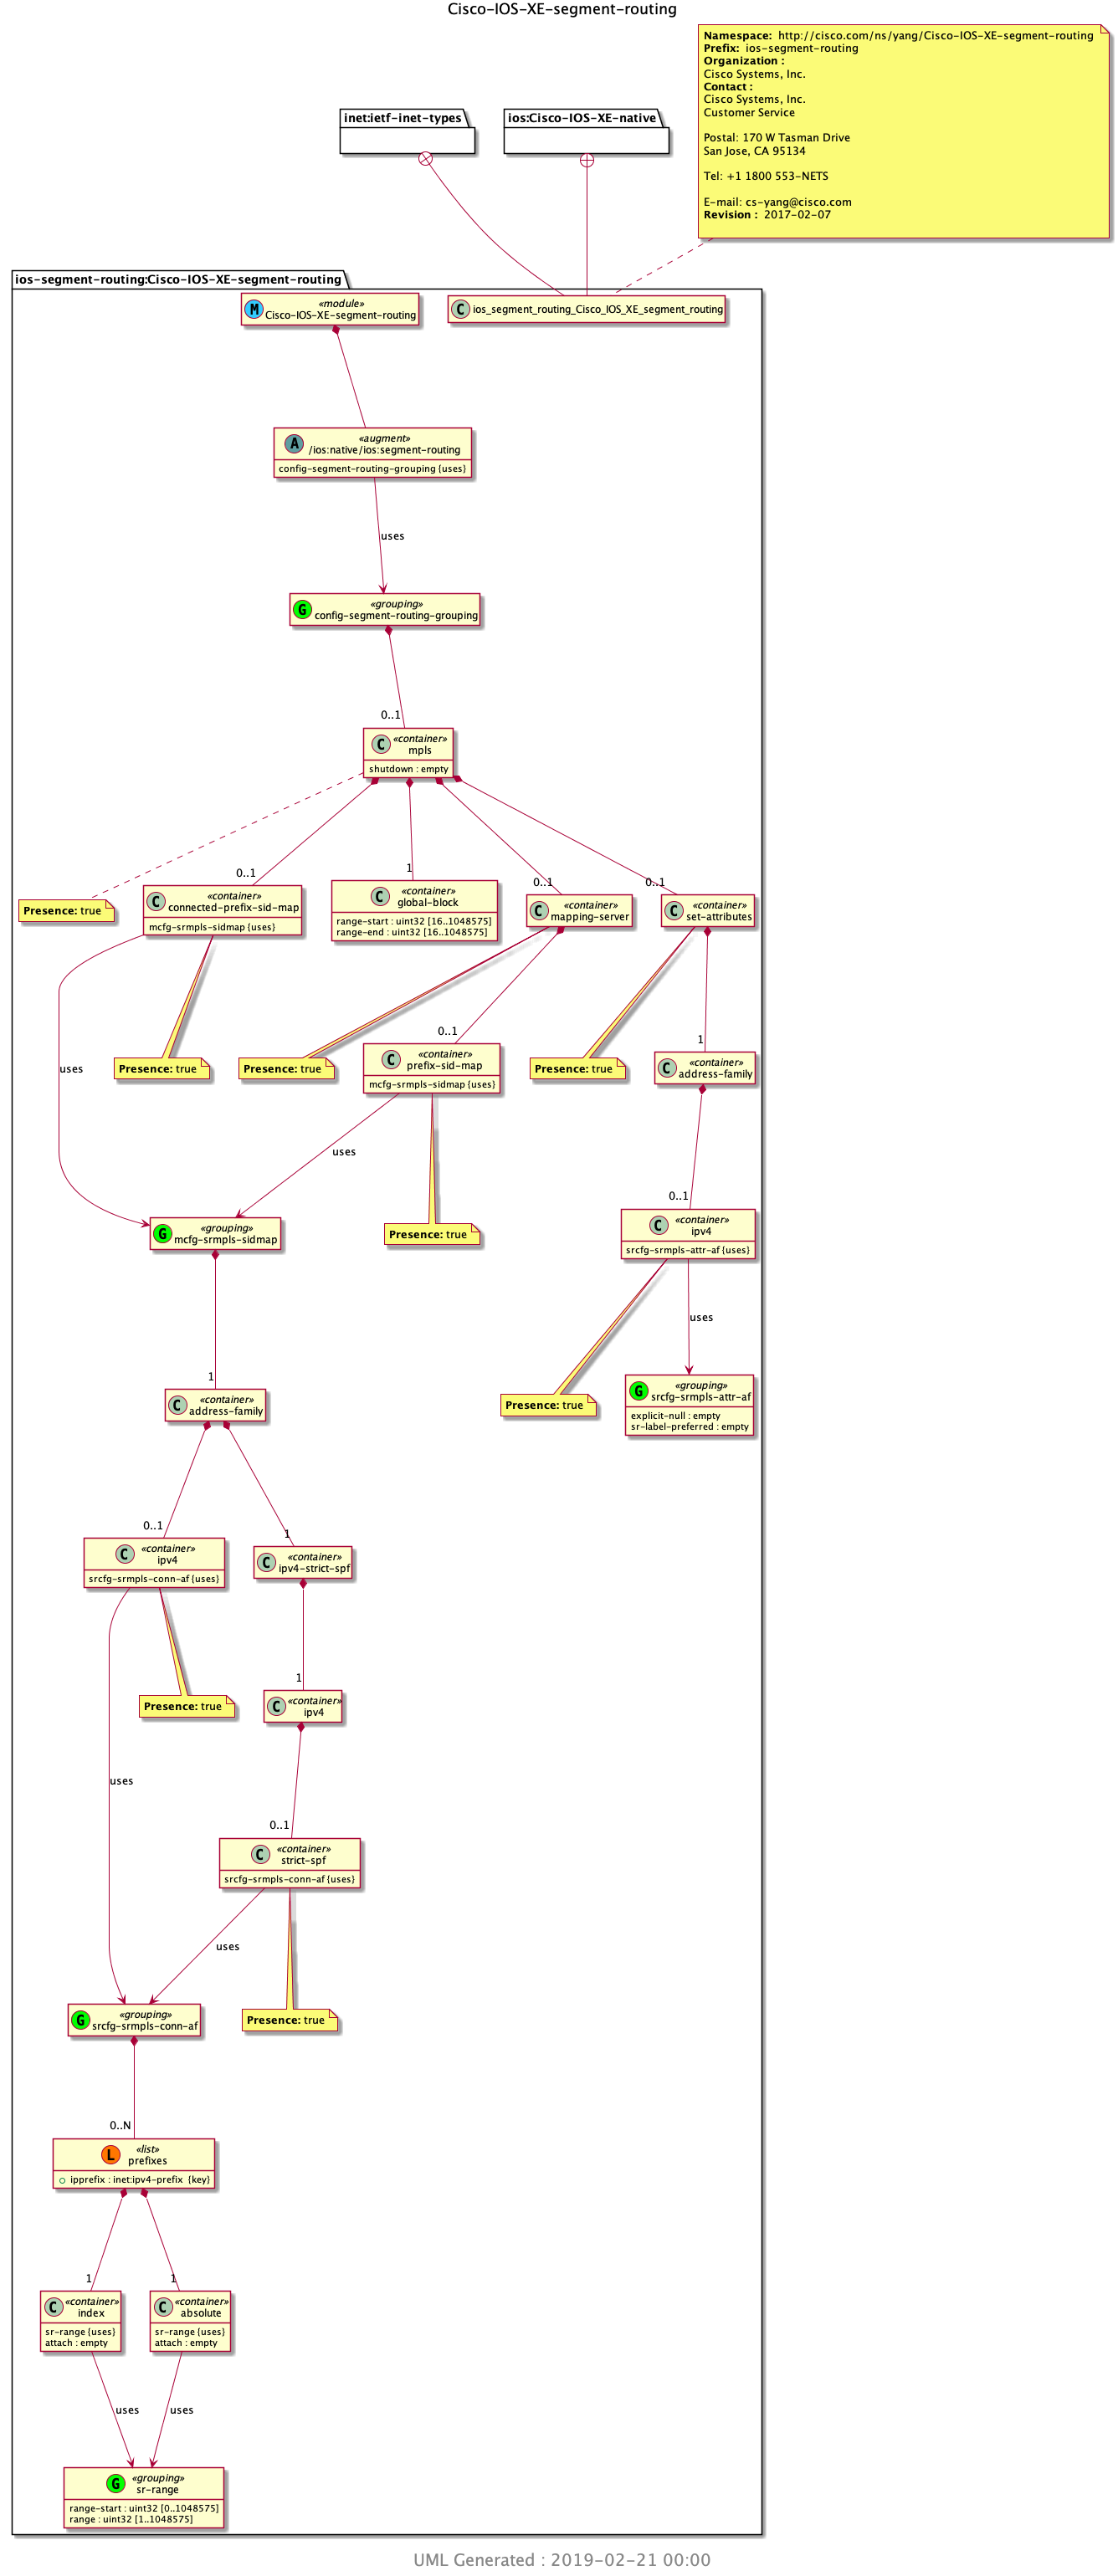 Cisco-IOS-XE-segment-routing
Namespace: http://cisco.com/ns/yang/Cisco-IOS-XE-segment-routing
Prefix: ios-segment-routing
Organization :
Cisco Systems, Inc.
Contact :
Cisco Systems, Inc.
Customer Service
Postal: 170 W Tasman Drive
San Jose, CA 95134
Tel: +1 1800 553-NETS
E-mail: cs-yang@cisco.com
Revision : 2017-02-07
inet:ietf-inet-types
ios:Cisco-IOS-XE-native
ios-segment-routing:Cisco-IOS-XE-segment-routing
M
«module»
Cisco-IOS-XE-segment-routing
C ios_segment_routing_Cisco_IOS_XE_segment_routing
A
«augment»
/ios:native/ios:segment-routing
config-segment-routing-grouping {uses}
uses
G
«grouping»
config-segment-routing-grouping
0..1
C
«container»
mpls
shutdown : empty
0..1
1
0..1
0..1
Presence: true
C
«container»
connected-prefix-sid-map
mcfg-srmpls-sidmap {uses}
C
«container»
global-block
range-start : uint32 [16..1048575]
range-end : uint32 [16..1048575]
C
«container»
mapping-server
C
«container»
set-attributes
uses
Presence: true
Presence: true
0..1
C
«container»
prefix-sid-map
mcfg-srmpls-sidmap {uses}
Presence: true
1
C
«container»
address-family
uses
0..1
G
«grouping»
mcfg-srmpls-sidmap
Presence: true
C
«container»
ipv4
srcfg-srmpls-attr-af {uses}
uses
1
C
«container»
address-family
Presence: true
G
«grouping»
srcfg-srmpls-attr-af
explicit-null : empty
sr-label-preferred : empty
0..1
1
C
«container»
ipv4
srcfg-srmpls-conn-af {uses}
C
«container»
ipv4-strict-spf
Presence: true
1
C
«container»
ipv4
uses
0..1
C
«container»
strict-spf
srcfg-srmpls-conn-af {uses}
uses
G
«grouping»
srcfg-srmpls-conn-af
Presence: true
0..N
L
«list»
prefixes
ipprefix : inet:ipv4-prefix {key}
1
1
C
«container»
index
sr-range {uses}
attach : empty
C
«container»
absolute
sr-range {uses}
attach : empty
uses
uses
G
«grouping»
sr-range
range-start : uint32 [0..1048575]
range : uint32 [1..1048575]
UML Generated : 2019-02-21 00:00